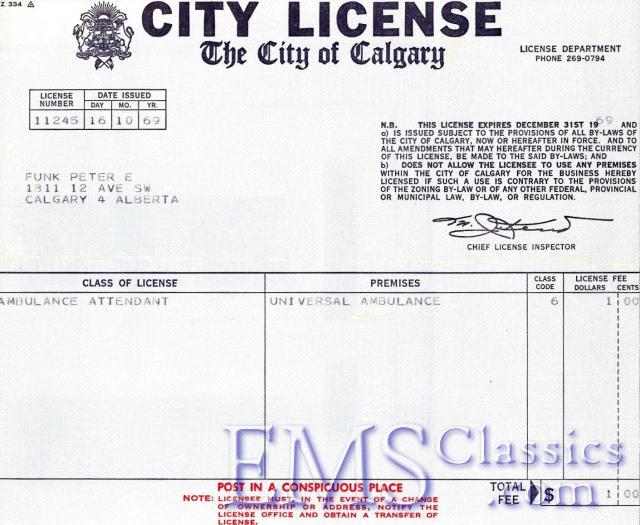 Z 334
CITY LICENSE
The City of Calgary
LICENSE DEPARTMENT
PHONE 269-0794
LICENSE NUMBER DATE ISSUED
DAY MO. YR.
11245 16 10 69
N.B. THIS LICENSE EXPIRES DECEMBER 31ST 19 69 AND
a) IS ISSUED SUBJECT TO THE PROVISIONS OF ALL BY-LAWS OF
THE CITY OF CALGARY, NOW OR HEREAFTER IN FORCE. AND TO
ALL AMENDMENTS THAT MAY HEREAFTER DURING THE CURRENCY
OF THIS LICENSE, BE MADE TO THE SAID BY-LAWS; AND
b) DOES NOT ALLOW THE LICENSEE TO USE ANY PREMISES
WITHIN THE CITY OF CALGARY FOR THE BUSINESS HEREBY
LICENSED IF SUCH A USE IS CONTRARY TO THE PROVISIONS
OF THE ZONING BY-LAW OR OF ANY OTHER FEDERAL, PROVINCIAL
OR MUNICIPAL LAW, BY-LAW, OR REGULATION.
FUNK PETER E
1811 12 AVE SW
CALGARY 4 ALBERTA
CHIEF LICENSE INSPECTOR
CLASS OF LICENSE PREMISES CLASS CODE LICENSE FEE
DOLLARS CENTS
AMBULANCE ATTENDANT UNIVERSAL AMBULANCE 6 1 00
EMSClassics
.com
POST IN A CONSPICUOUS PLACE
NOTE: LICENSEE MUST, IN THE EVENT OF A CHANGE
OF OWNERSHIP OR ADDRESS, NOTIFY THE
LICENSE OFFICE AND OBTAIN A TRANSFER OF
LICENSE.
TOTAL FEE $ 1 00